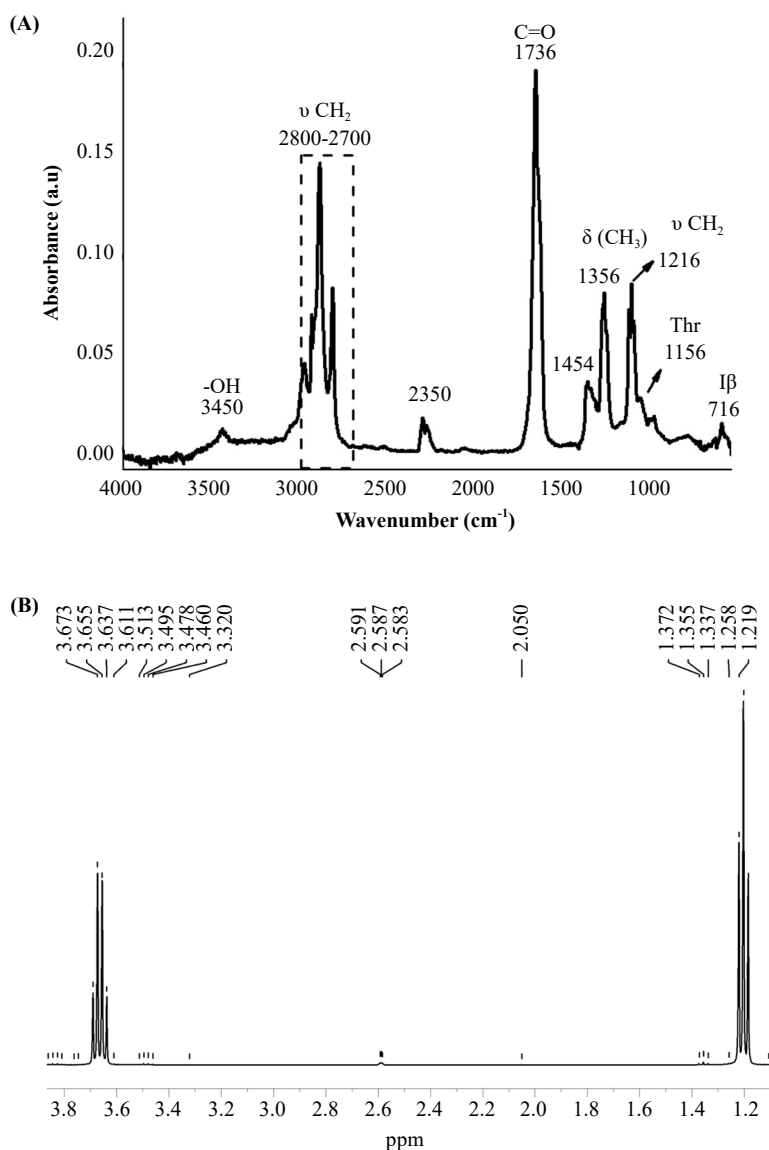 (A)
C=O
1736
υ CH₂
2800-2700
δ (CH₃)
1356
υ CH₂
1216
Thr
1156
1454
-OH
3450
2350
Iβ
716
0.20
0.15
0.10
0.05
0.00
Absorbance (a.u)
4000 3500 3000 2500 2000 1500 1000
Wavenumber (cm⁻¹)
(B)
3.673
3.655
3.637
3.611
3.513
3.495
3.478
3.460
3.320
2.591
2.587
2.583
2.050
1.372
1.355
1.337
1.258
1.219
3.8 3.6 3.4 3.2 3.0 2.8 2.6 2.4 2.2 2.0 1.8 1.6 1.4 1.2
ppm